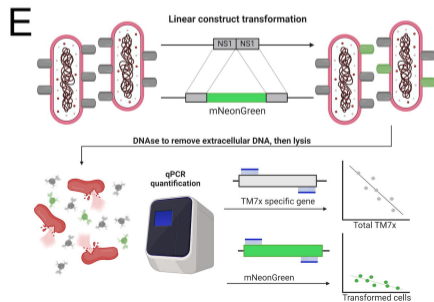 E
Linear construct transformation
NS1 NS1
mNeonGreen
DNAse to remove extracellular DNA, then lysis
qPCR
quantification
TM7x specific gene
Total TM7x
mNeonGreen
Transformed cells